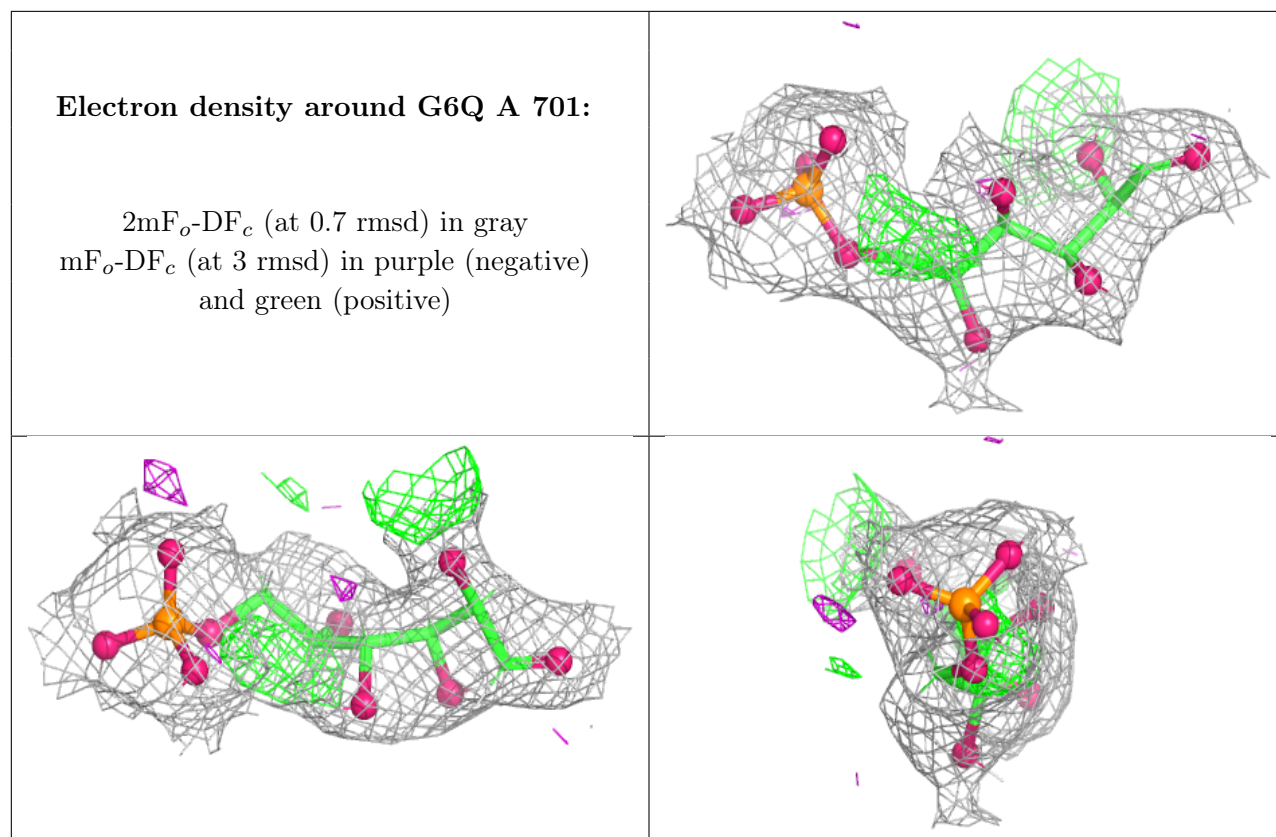 Electron density around G6Q A 701:
2mFo-DFc (at 0.7 rmsd) in gray
mFo-DFc (at 3 rmsd) in purple (negative)
and green (positive)